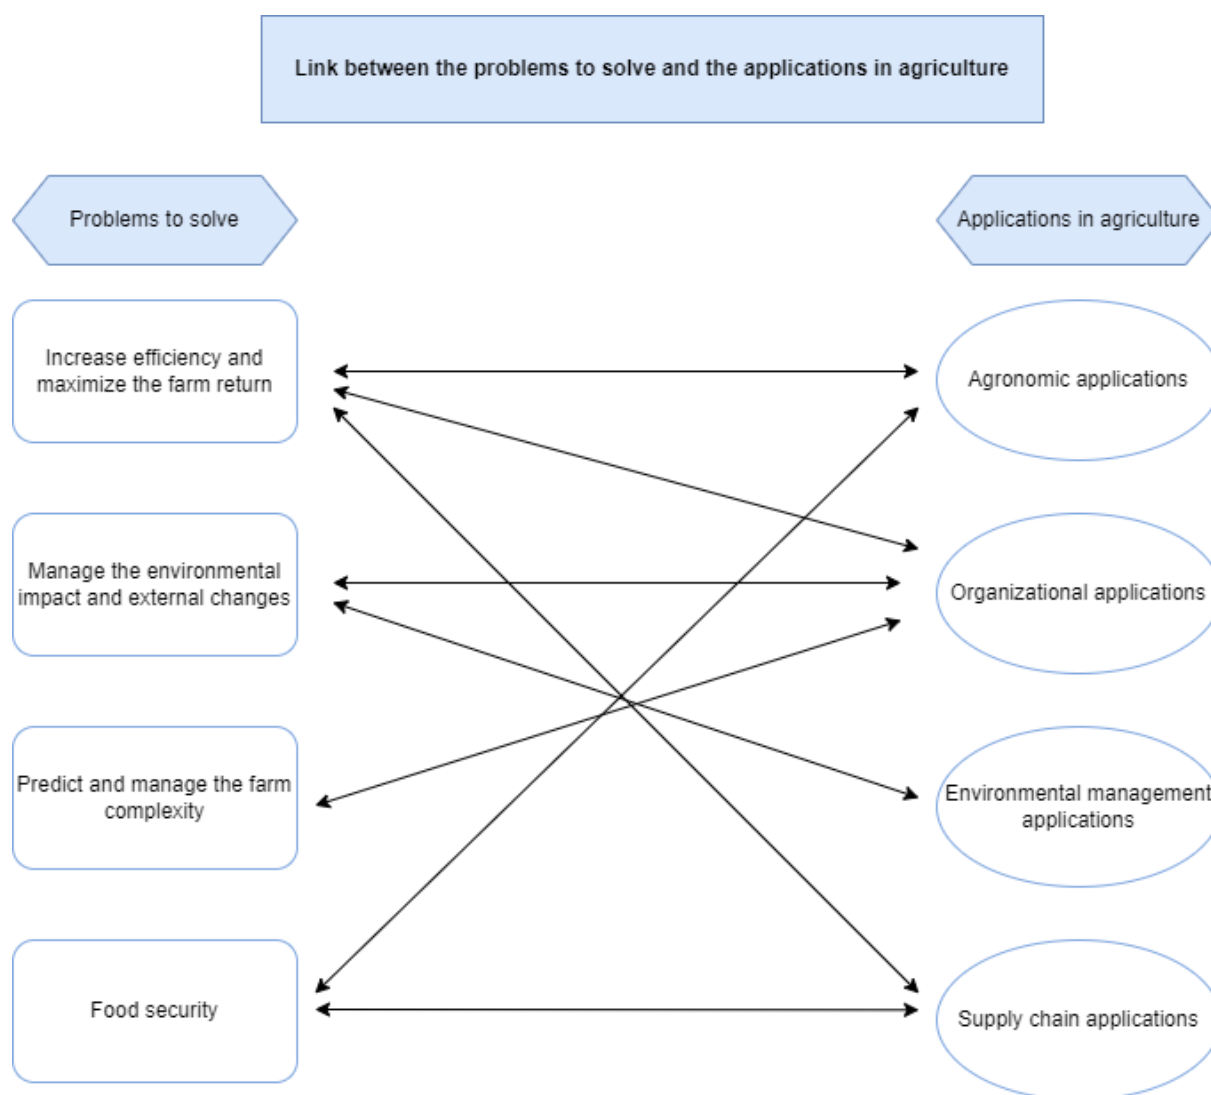 Link between the problems to solve and the applications in agriculture
Problems to solve
Applications in agriculture
Increase efficiency and
maximize the farm return
Agronomic applications
Manage the environmental
impact and external changes
Organizational applications
Predict and manage the farm
complexity
Environmental management
applications
Food security
Supply chain applications